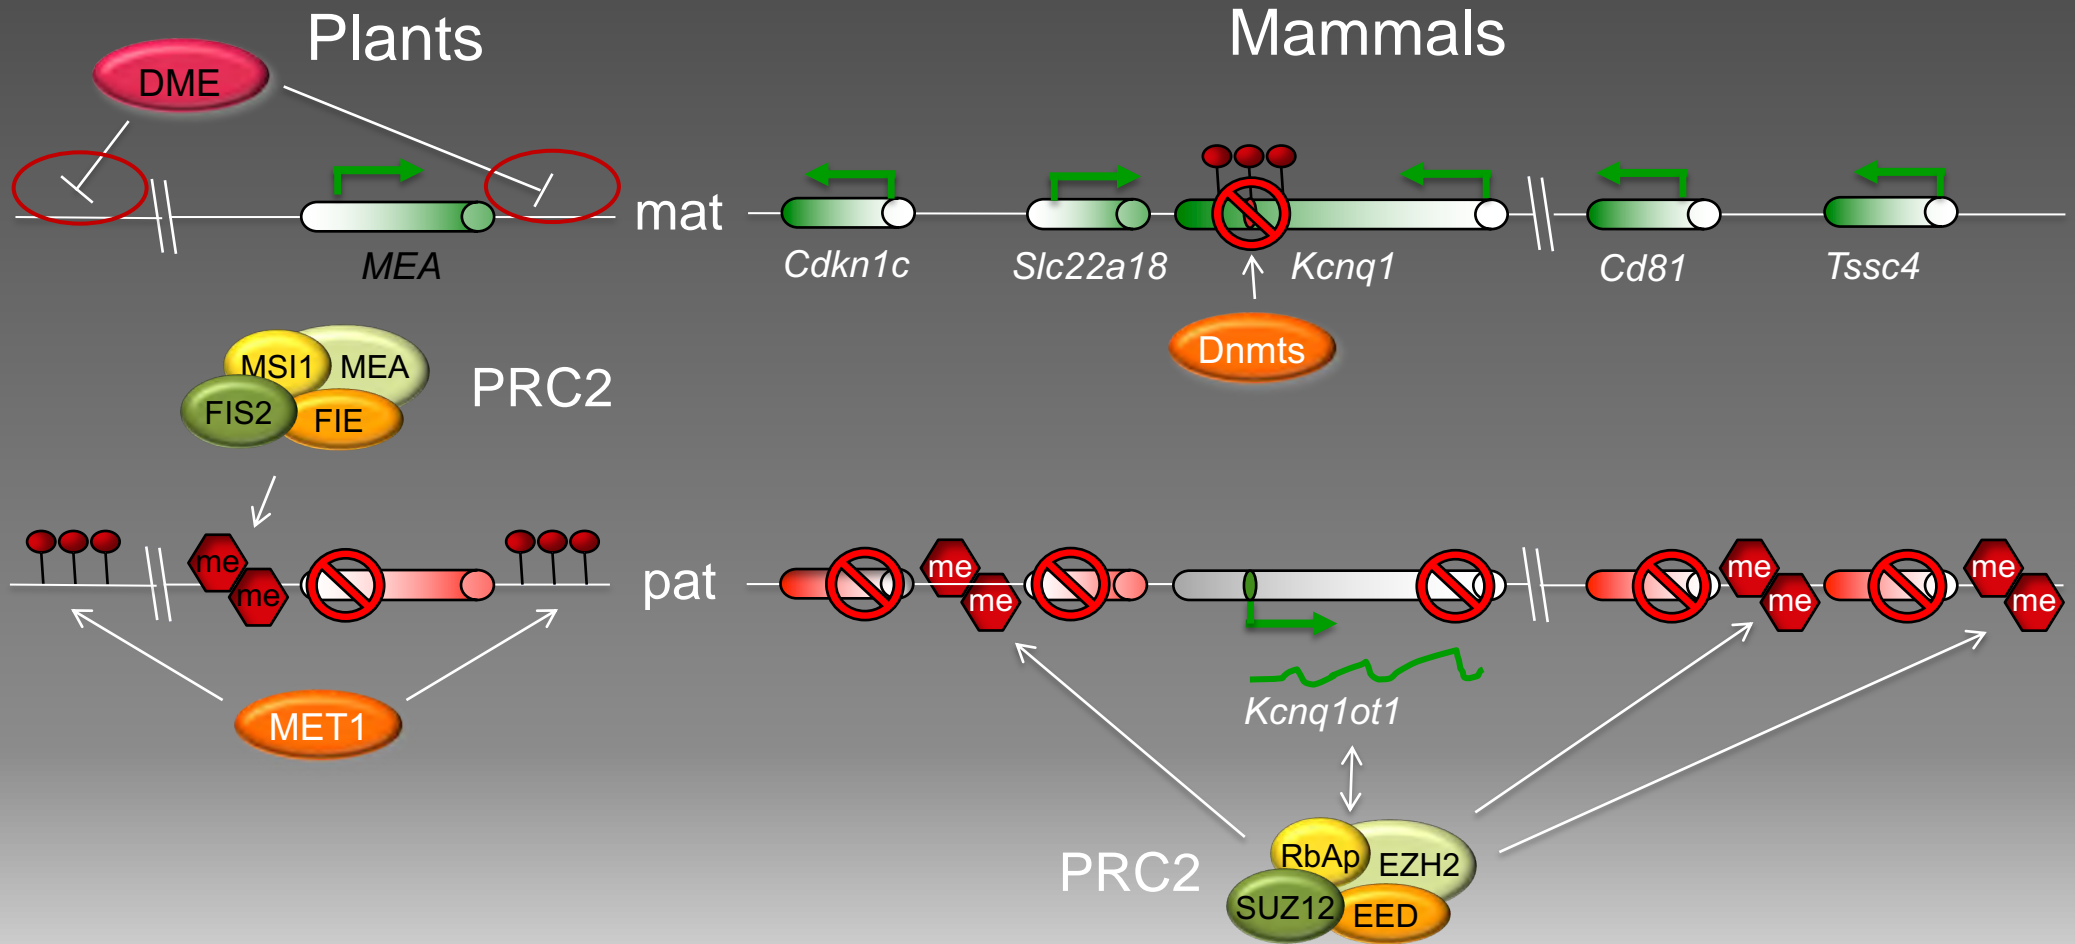 Plants
Mammals
DME
mat
MEA
Cdkn1c
Slc22a18
Kcnq1
Cd81
Tssc4
Dnmts
MSI1
MEA
FIS2
FIE
PRC2
me
me
pat
me
me
me
me
me
me
Kcnq1ot1
MET1
PRC2
RbAp
EZH2
SUZ12
EED